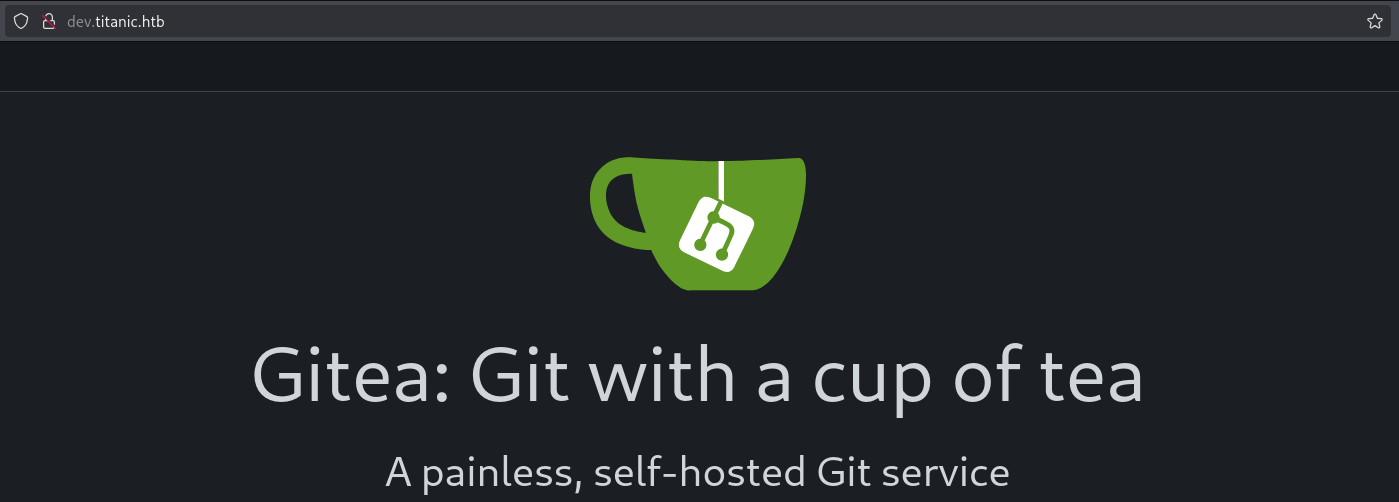 dev.titanic.htb
Gitea: Git with a cup of tea
A painless, self-hosted Git service